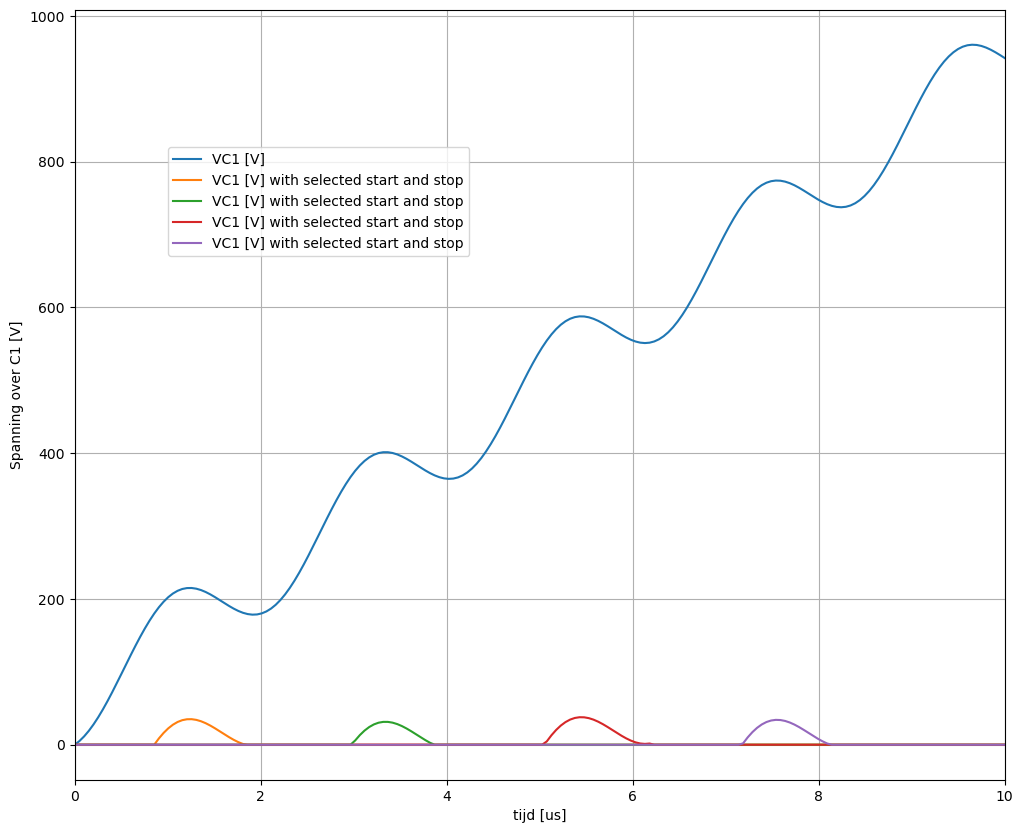 1000
800
600
400
200
0
Spanning over C1 [V]
VC1 [V]
VC1 [V] with selected start and stop
VC1 [V] with selected start and stop
VC1 [V] with selected start and stop
VC1 [V] with selected start and stop
0 2 4 6 8 10
tijd [us]